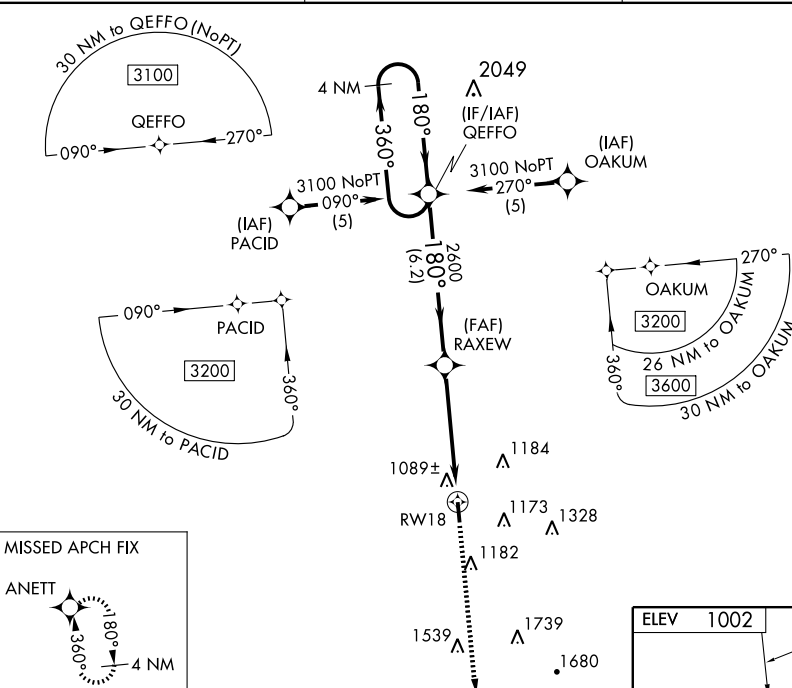 30 NM to QEFFO (NoPT)
3100
QEFFO
090°
270°
4 NM
180°
360°
2049
(IF/IAF)
QEFFO
(IAF)
OAKUM
3100 NoPT
270°
(5)
3100 NoPT
090°
(5)
(IAF)
PACID
2600
180°
(6.2)
090°
PACID
3200
360°
30 NM to PACID
270°
OAKUM
3200
26 NM to OAKUM
3600
30 NM to OAKUM
360°
(FAF)
RAXEW
1184
1089±
RW18
1173
1328
1182
1539
1739
1680
MISSED APCH FIX
ANETT
180°
360°
4 NM
ELEV 1002